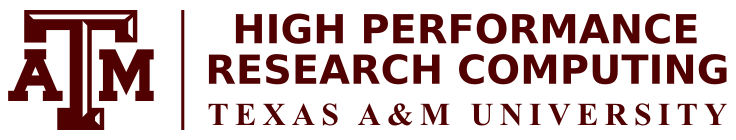 ATM
HIGH PERFORMANCE
RESEARCH COMPUTING
TEXAS A&M UNIVERSITY